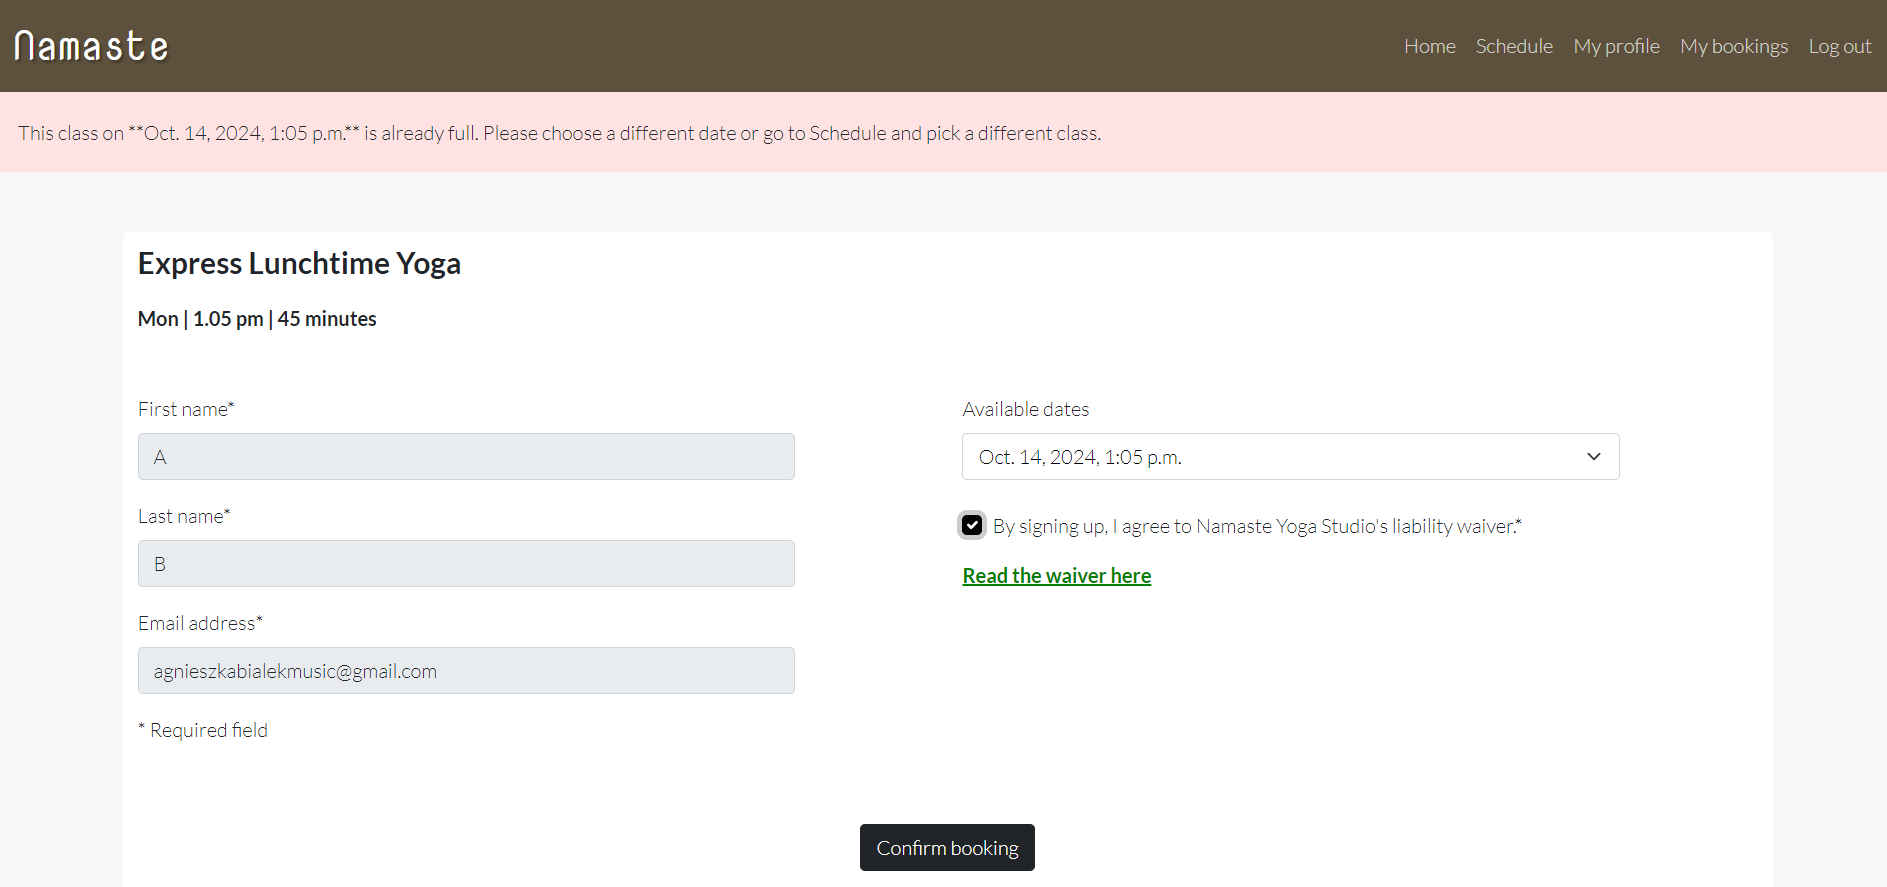 Namaste
Home Schedule My profile My bookings Log out
This class on **Oct. 14, 2024, 1:05 p.m.** is already full. Please choose a different date or go to Schedule and pick a different class.
Express Lunchtime Yoga
Mon | 1.05 pm | 45 minutes
First name*
A
Last name*
B
Email address*
agnieszkabialekmusic@gmail.com
* Required field
Available dates
Oct. 14, 2024, 1:05 p.m.
By signing up, I agree to Namaste Yoga Studio's liability waiver.*
Read the waiver here
Confirm booking